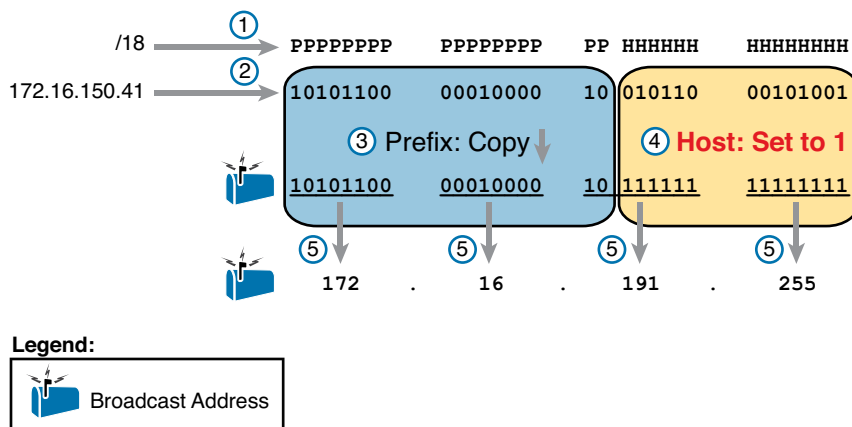 1
/18 PPPPPPPP PPPPPPPP PP HHHHHH HHHHHHHH
2
172.16.150.41 10101100 00010000 10 010110 00101001
3 Prefix: Copy 4 Host: Set to 1
10101100 00010000 10 111111 11111111
5 5 5 5
172 . 16 . 191 . 255
Legend:
Broadcast Address